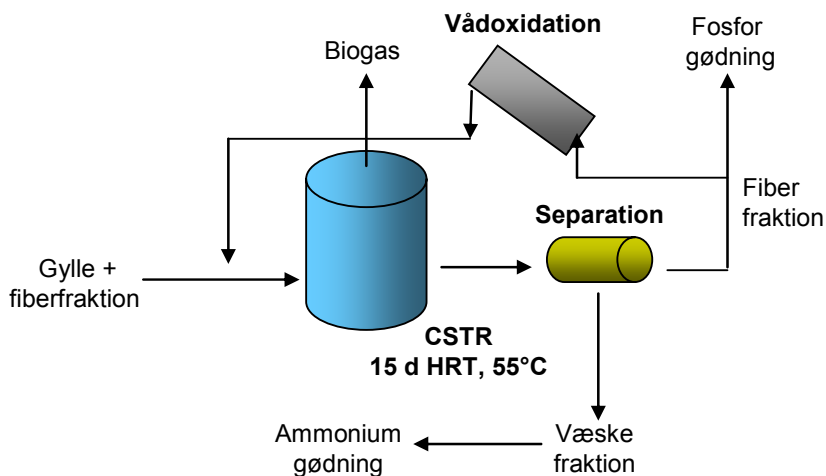 Vådoxidation
Fosfor
gødning
Biogas
Fiber
fraktion
Separation
Gylle +
fiberfraktion
CSTR
15 d HRT, 55°C
Ammonium
gødning
Væske
fraktion